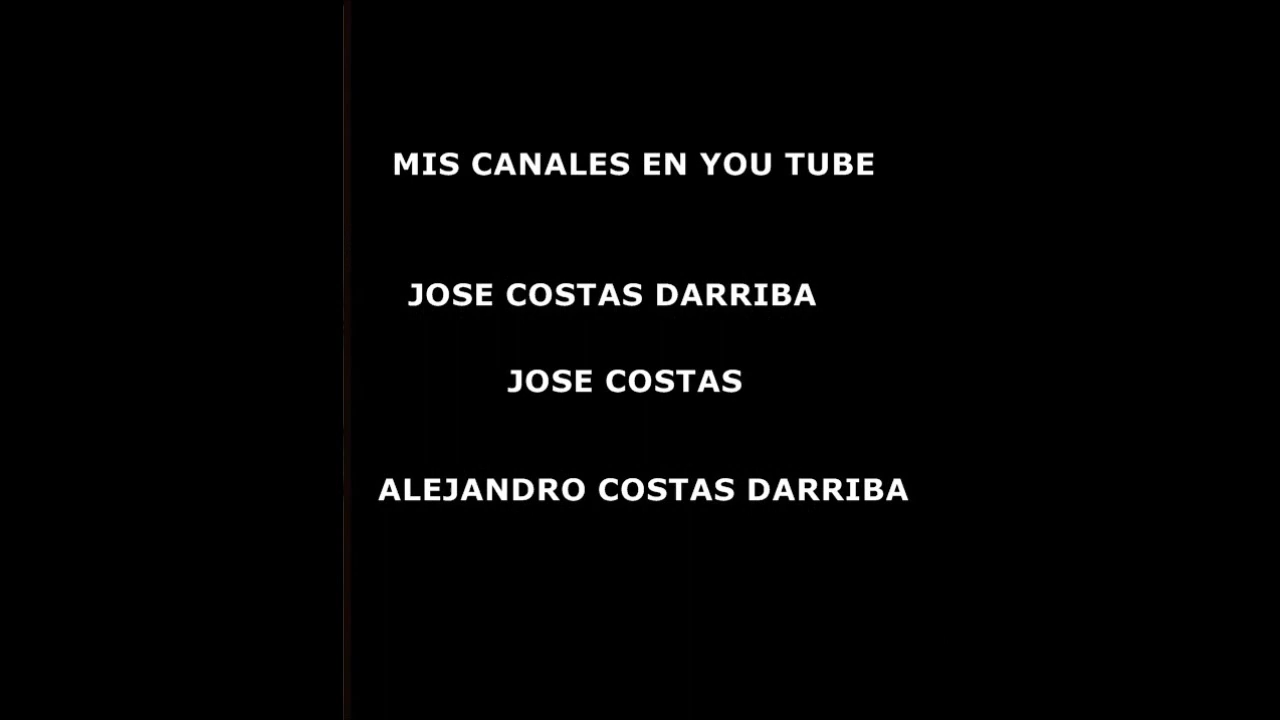 MIS CANALES EN YOU TUBE
JOSE COSTAS DARRIBA
JOSE COSTAS
ALEJANDRO COSTAS DARRIBA